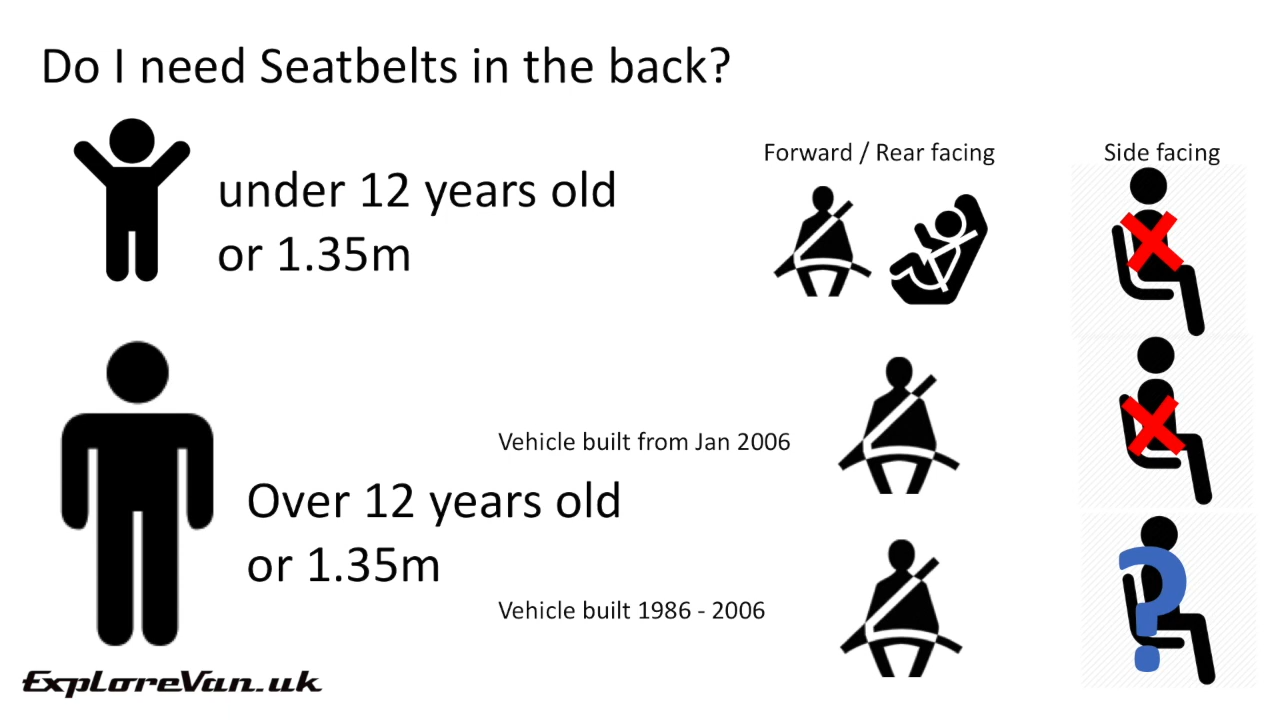 Do I need Seatbelts in the back?
Forward / Rear facing
Side facing
under 12 years old
or 1.35m
Vehicle built from Jan 2006
Over 12 years old
or 1.35m
Vehicle built 1986 - 2006
?
ExploreVan.uk